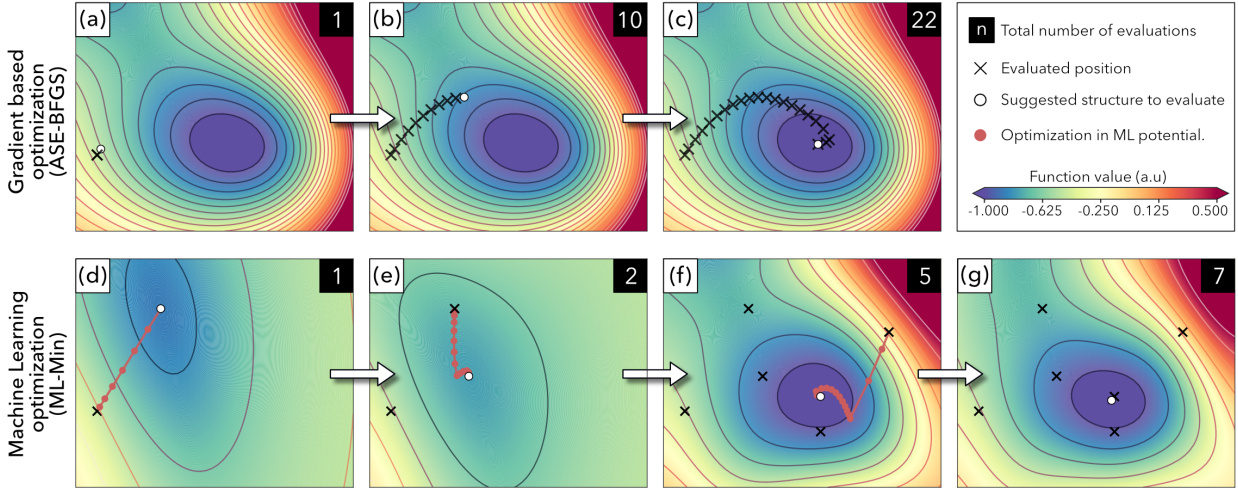 Gradient based
optimization
(ASE-BFGS)
(a)
1
(b)
10
(c)
22
n Total number of evaluations
Evaluated position
Suggested structure to evaluate
Optimization in ML potential.
Function value (a.u)
-1.000 -0.625 -0.250 0.125 0.500
Machine Learning
optimization
(ML-Min)
(d)
1
(e)
2
(f)
5
(g)
7